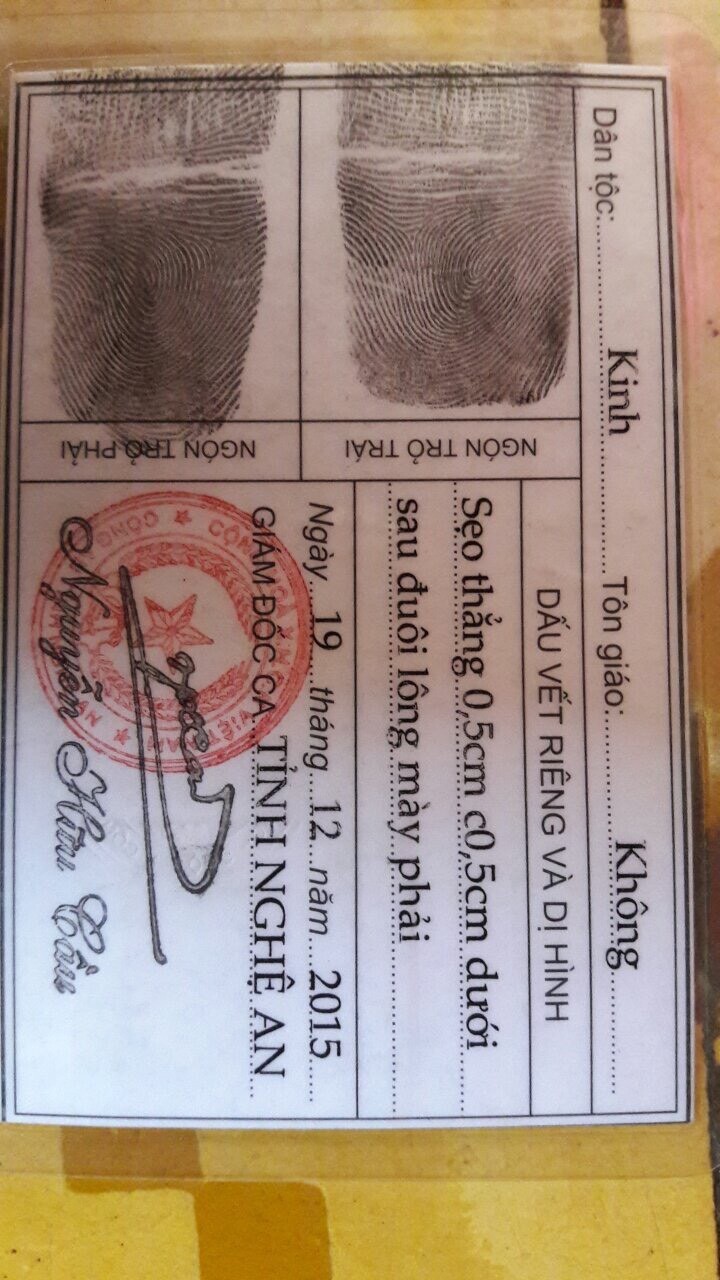 Dân tộc: Kinh Tôn giáo: Không
NGÓN TRỎ TRÁI
NGÓN TRỎ PHẢI
DẤU VẾT RIÊNG VÀ DỊ HÌNH
Sẹo thẳng 0,5cm c0,5cm dưới
sau đuôi lông mày phải
Ngày 19 tháng 12 năm 2015
GIÁM ĐỐC CA TỈNH NGHỆ AN
Nguyễn Hữu Cầu